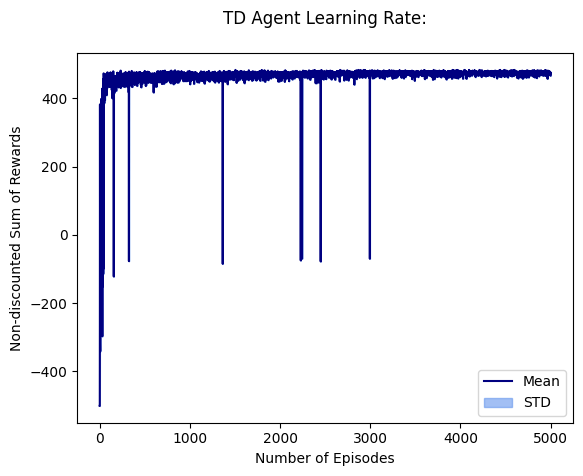 TD Agent Learning Rate:
Non-discounted Sum of Rewards
400
200
0
−200
−400
0 1000 2000 3000 4000 5000
Number of Episodes
Mean
STD